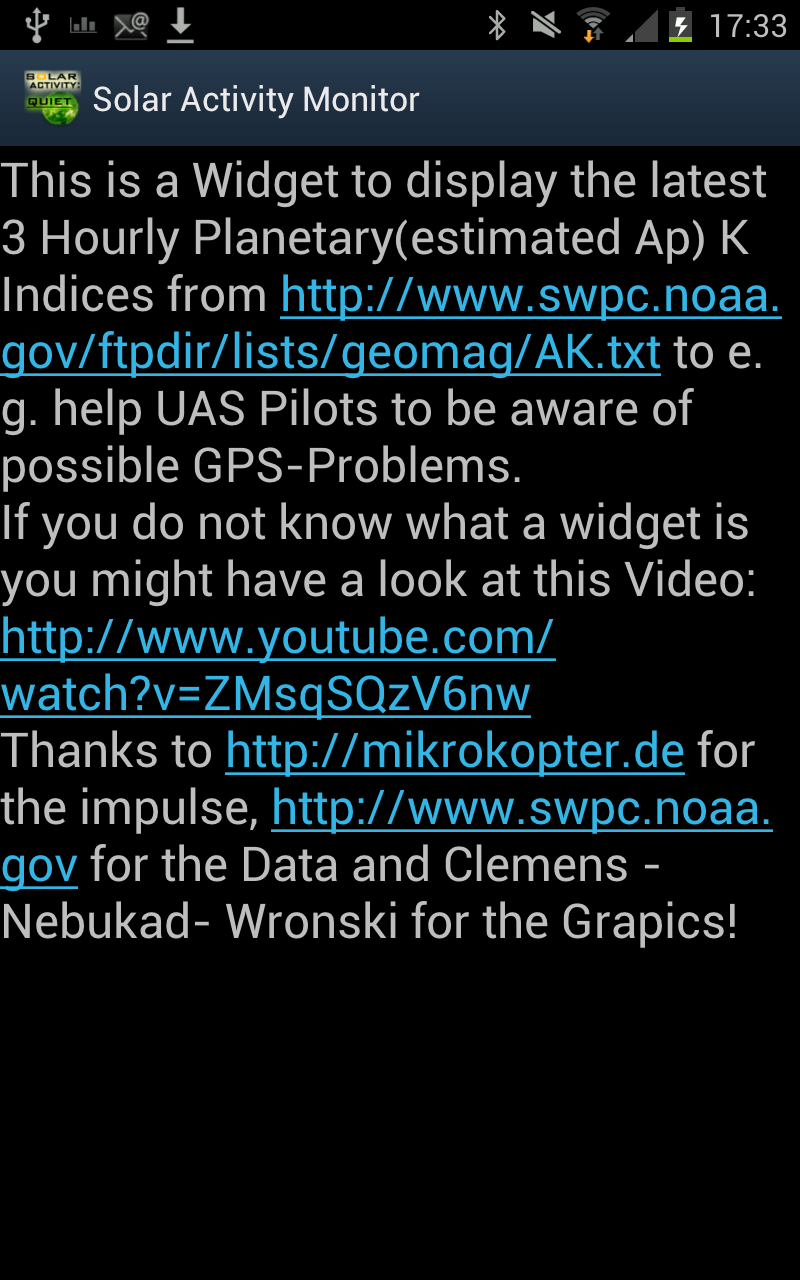 17:33
SOLAR
ACTIVITY:
QUIET
Solar Activity Monitor
This is a Widget to display the latest
3 Hourly Planetary(estimated Ap) K
Indices from http://www.swpc.noaa.
gov/ftpdir/lists/geomag/AK.txt to e.
g. help UAS Pilots to be aware of
possible GPS-Problems.
If you do not know what a widget is
you might have a look at this Video:
http://www.youtube.com/
watch?v=ZMsqSQzV6nw
Thanks to http://mikrokopter.de for
the impulse, http://www.swpc.noaa.
gov for the Data and Clemens -
Nebukad- Wronski for the Grapics!